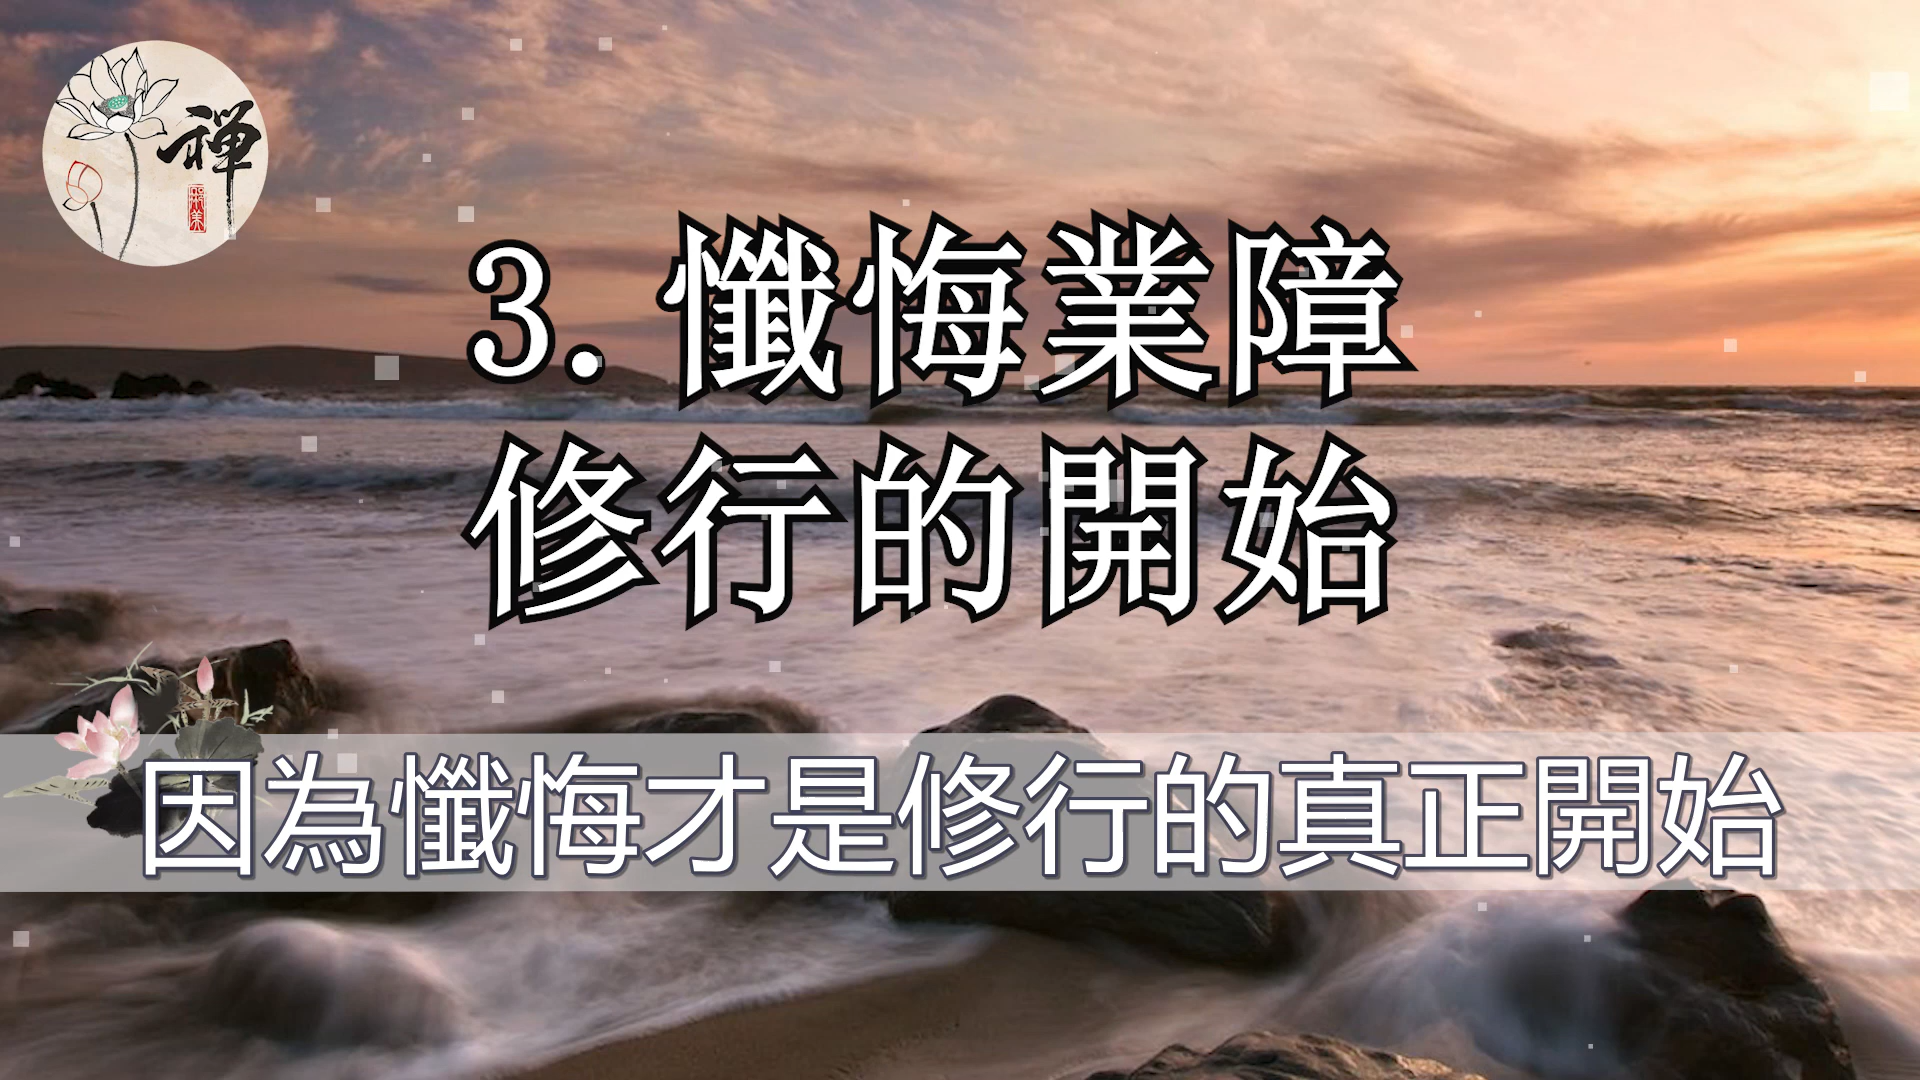 禅
3.懺悔業障
修行的開始
因為懺悔才是修行的真正開始